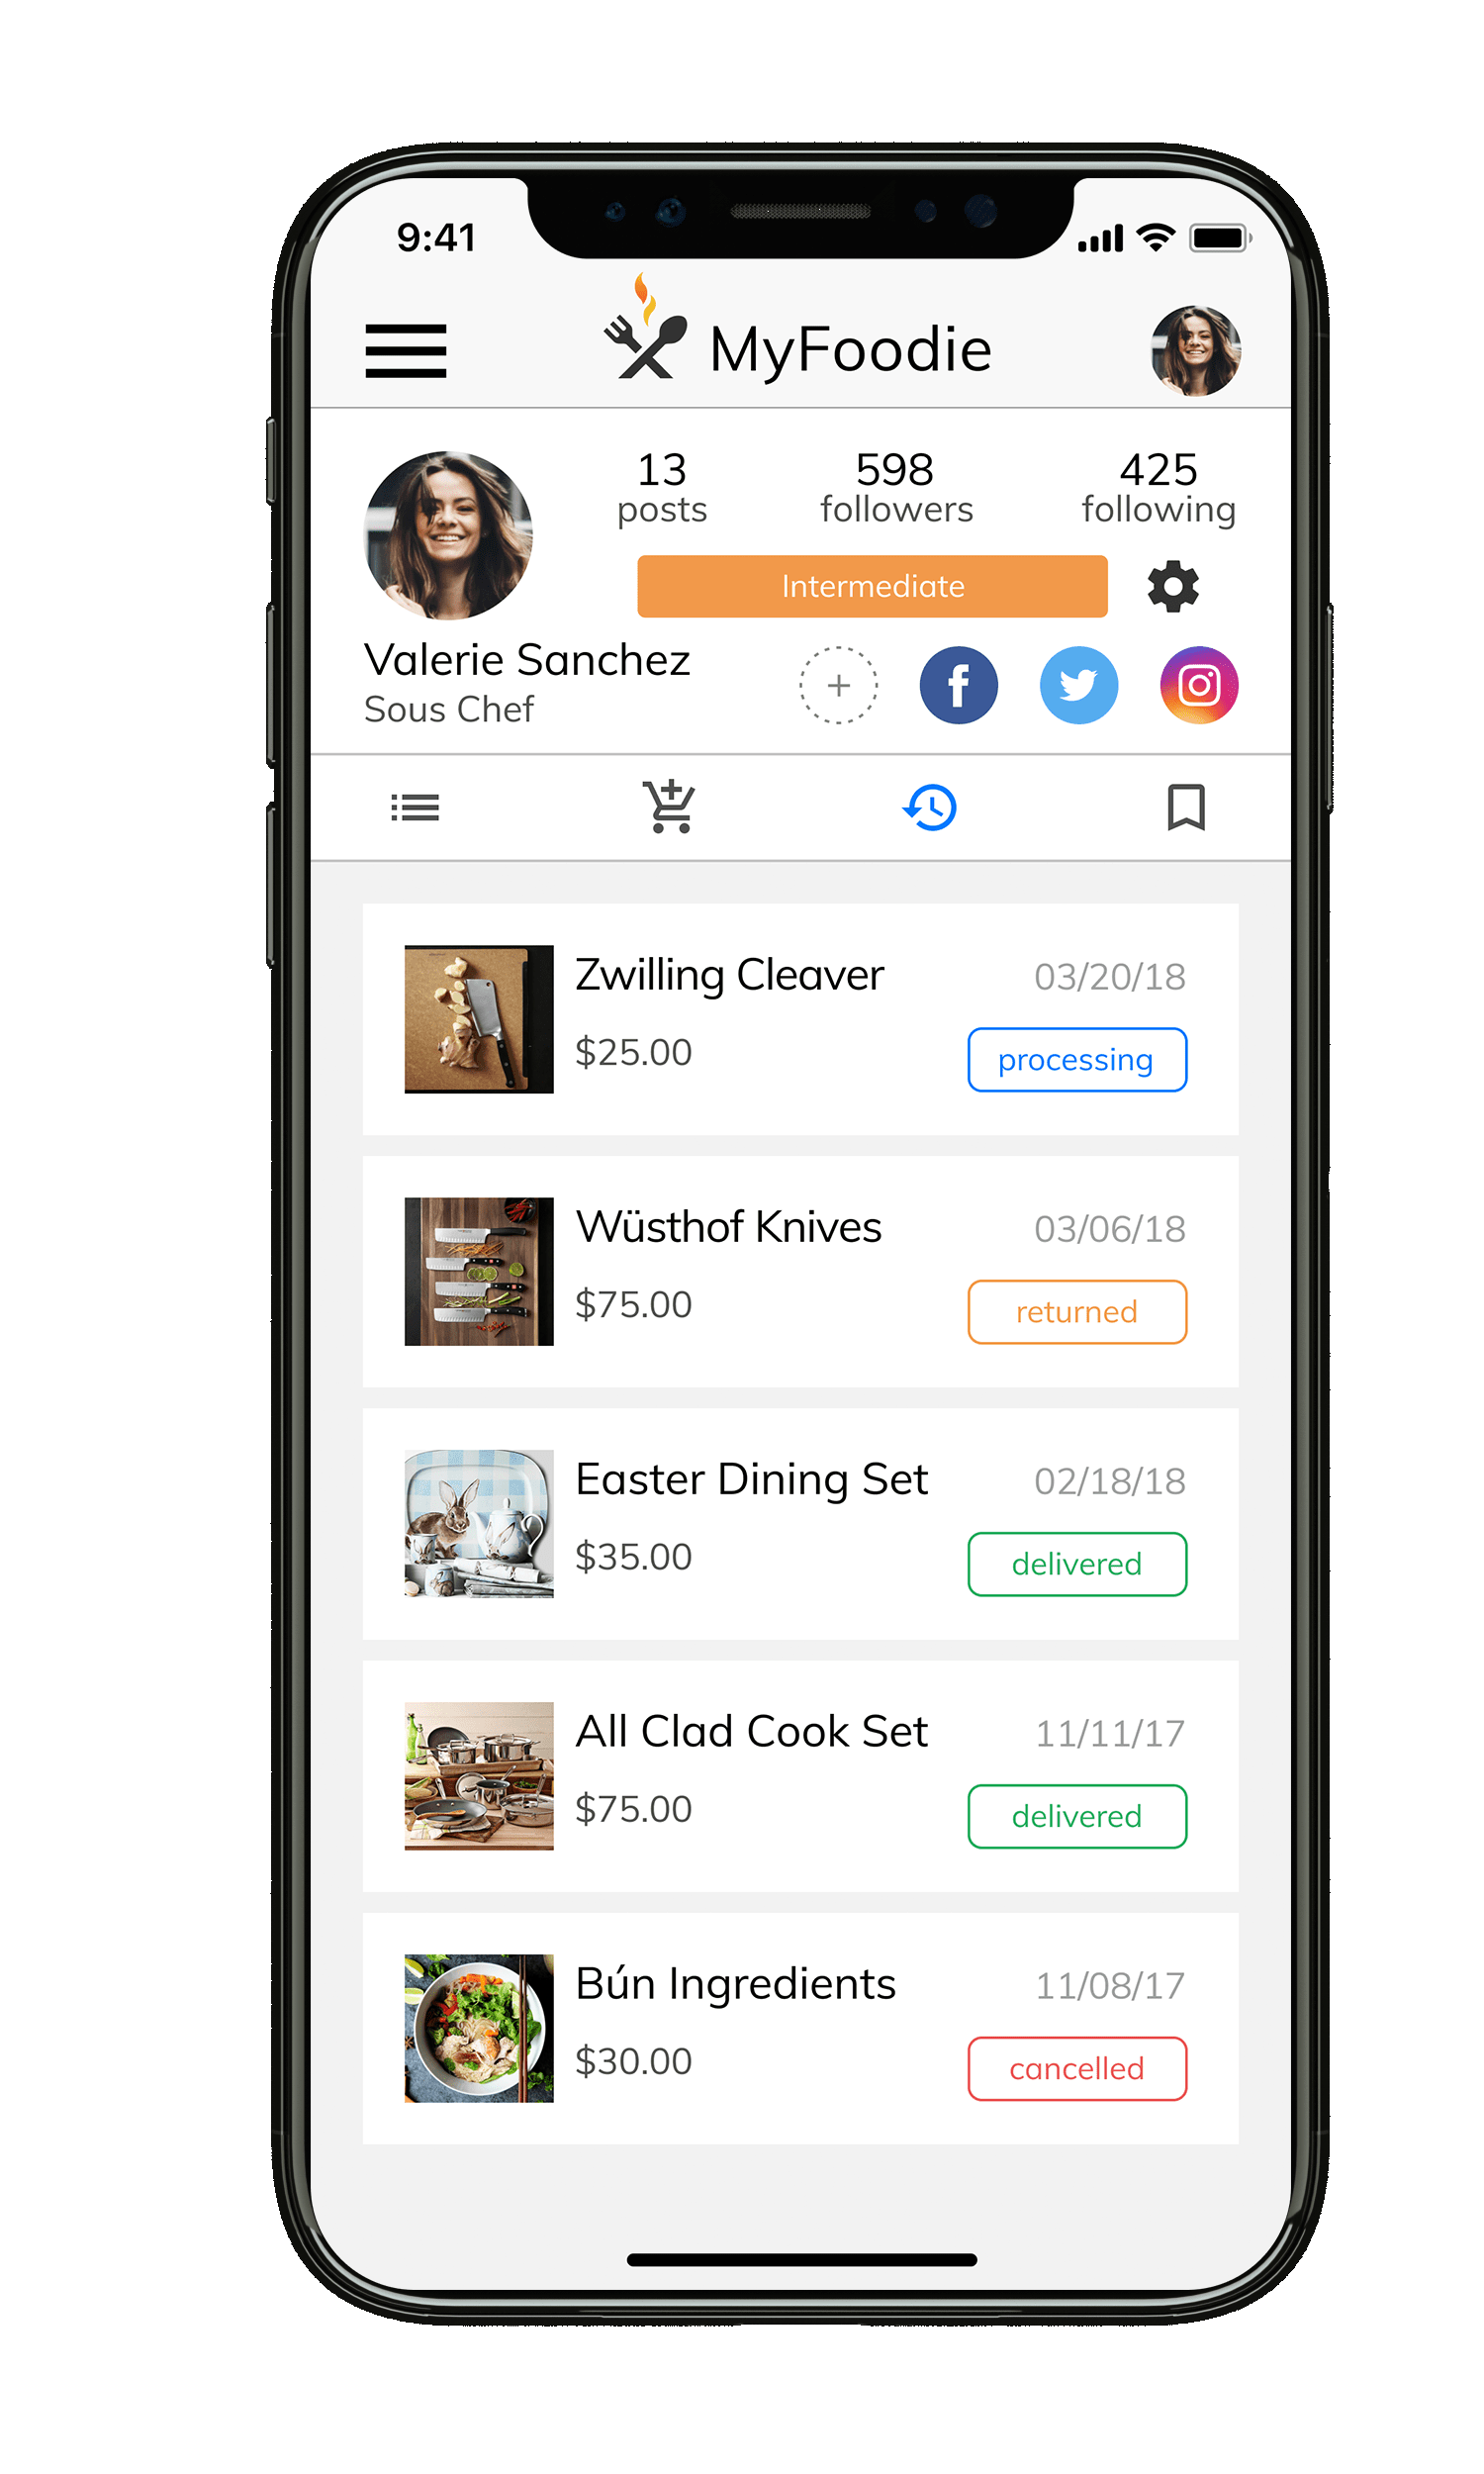 9:41
MyFoodie
13 598 425
posts followers following
Intermediate
Valerie Sanchez
Sous Chef
Zwilling Cleaver 03/20/18
$25.00 processing
Wüsthof Knives 03/06/18
$75.00 returned
Easter Dining Set 02/18/18
$35.00 delivered
All Clad Cook Set 11/11/17
$75.00 delivered
Bún Ingredients 11/08/17
$30.00 cancelled